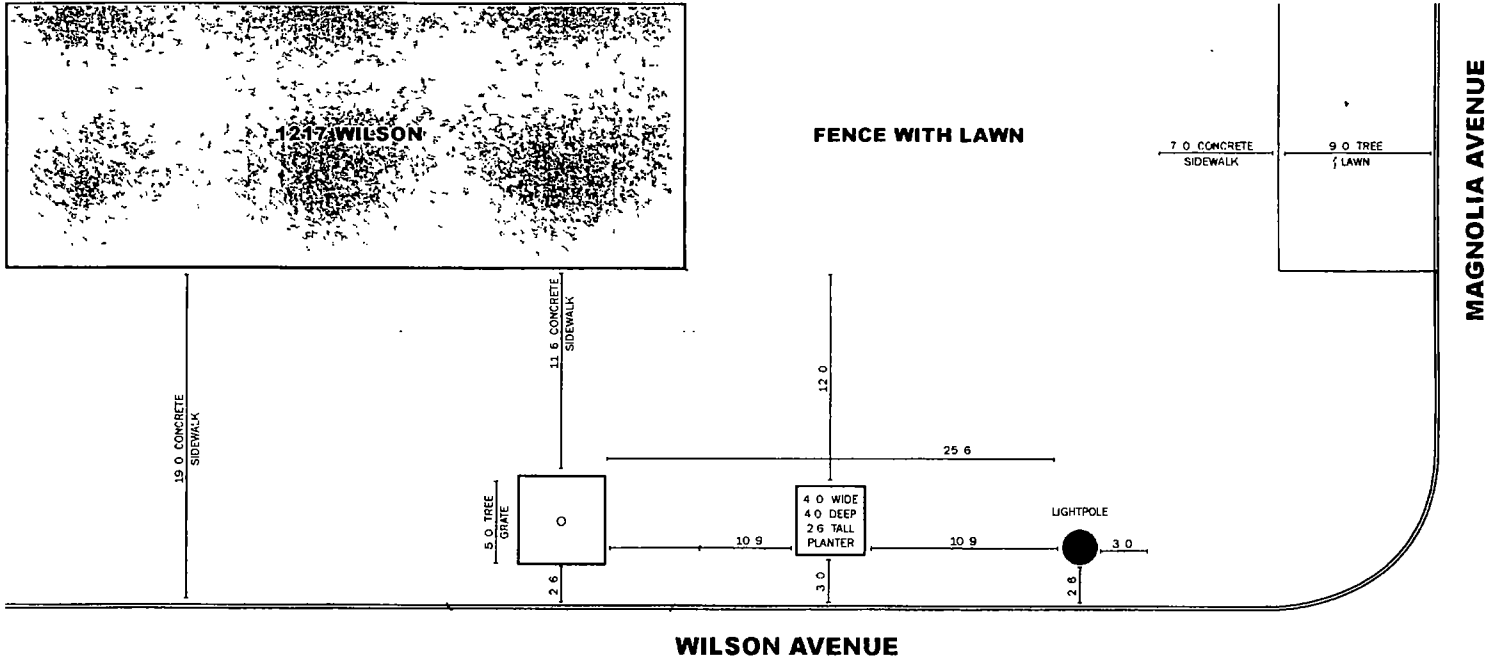 1217 WILSON
FENCE WITH LAWN
7 0 CONCRETE
SIDEWALK
9 0 TREE
& LAWN
MAGNOLIA AVENUE
19 0 CONCRETE
SIDEWALK
11 6 CONCRETE
SIDEWALK
12 0
25 6
5 0 TREE
GRATE
4 0 WIDE
4 0 DEEP
2 6 TALL
PLANTER
LIGHTPOLE
10 9
10 9
3 0
2 6
3 0
2 6
WILSON AVENUE